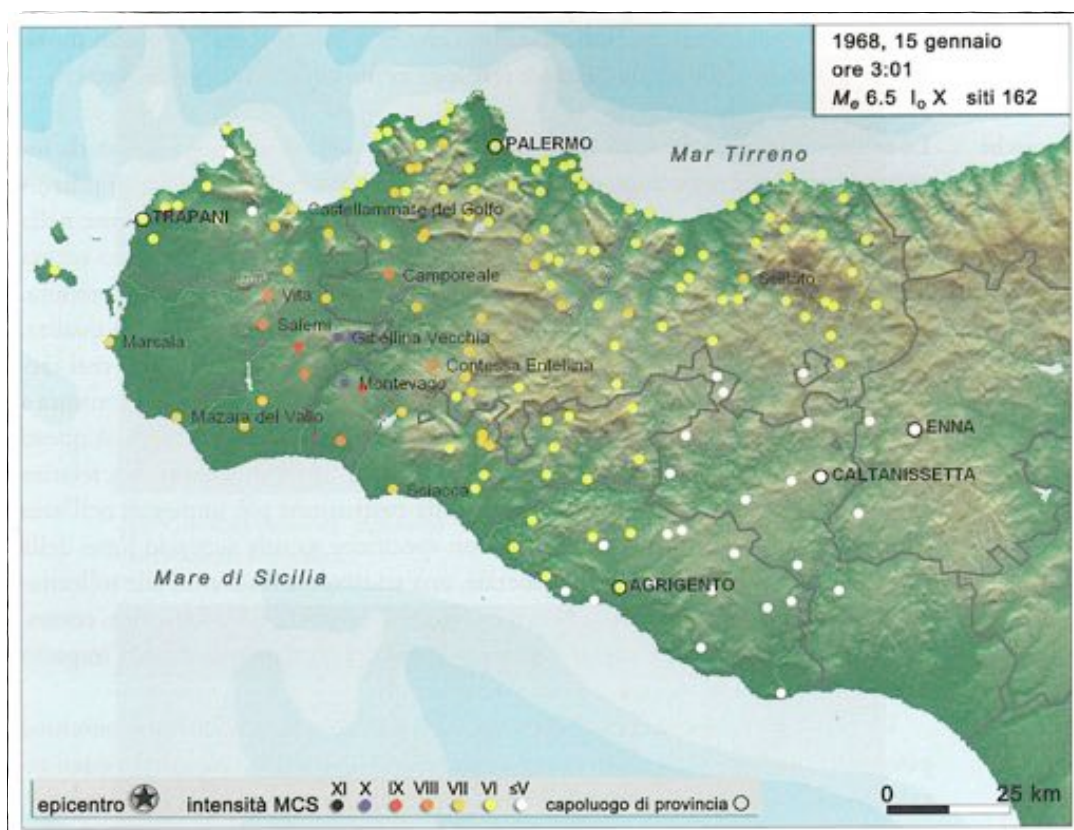 1968, 15 gennaio
ore 3:01
Me 6.5 Io X siti 162
PALERMO
Mar Tirreno
TRAPANI
Castellammare del Golfo
Camporeale
Scillato
Vita
Salemi
Gibellina Vecchia
Marsala
Contessa Entellina
Montevago
Mazara del Vallo
ENNA
CALTANISSETTA
Sciacca
Mare di Sicilia
AGRIGENTO
XI X IX VIII VII VI ≤V
epicentro intensità MCS capoluogo di provincia
0 25 km